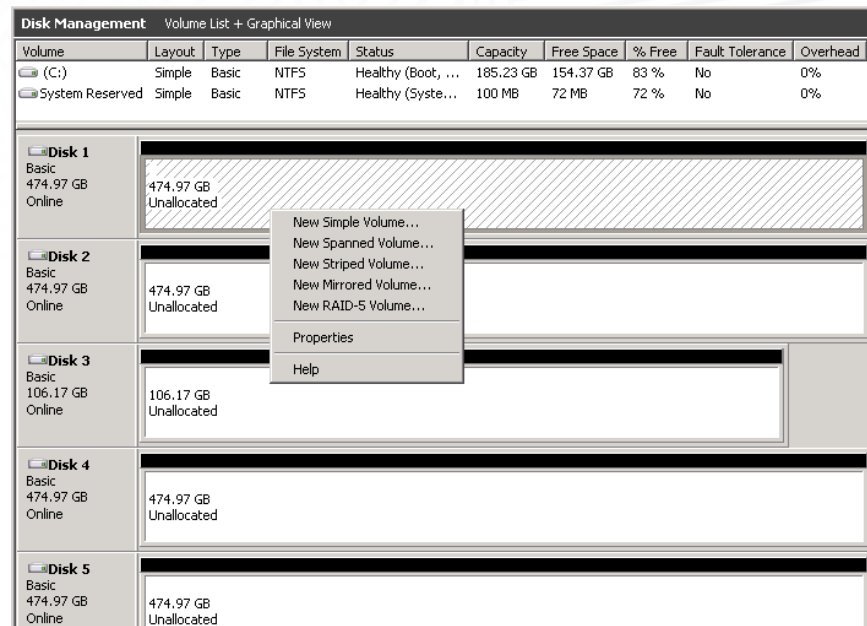 Disk Management Volume List + Graphical View
Volume Layout Type File System Status Capacity Free Space % Free Fault Tolerance Overhead
(C:) Simple Basic NTFS Healthy (Boot, ... 185.23 GB 154.37 GB 83 % No 0%
System Reserved Simple Basic NTFS Healthy (Syste... 100 MB 72 MB 72 % No 0%
Disk 1
Basic
474.97 GB
Online
474.97 GB
Unallocated
New Simple Volume...
New Spanned Volume...
New Striped Volume...
New Mirrored Volume...
New RAID-5 Volume...
Properties
Help
Disk 2
Basic
474.97 GB
Online
474.97 GB
Unallocated
Disk 3
Basic
106.17 GB
Online
106.17 GB
Unallocated
Disk 4
Basic
474.97 GB
Online
474.97 GB
Unallocated
Disk 5
Basic
474.97 GB
Online
474.97 GB
Unallocated